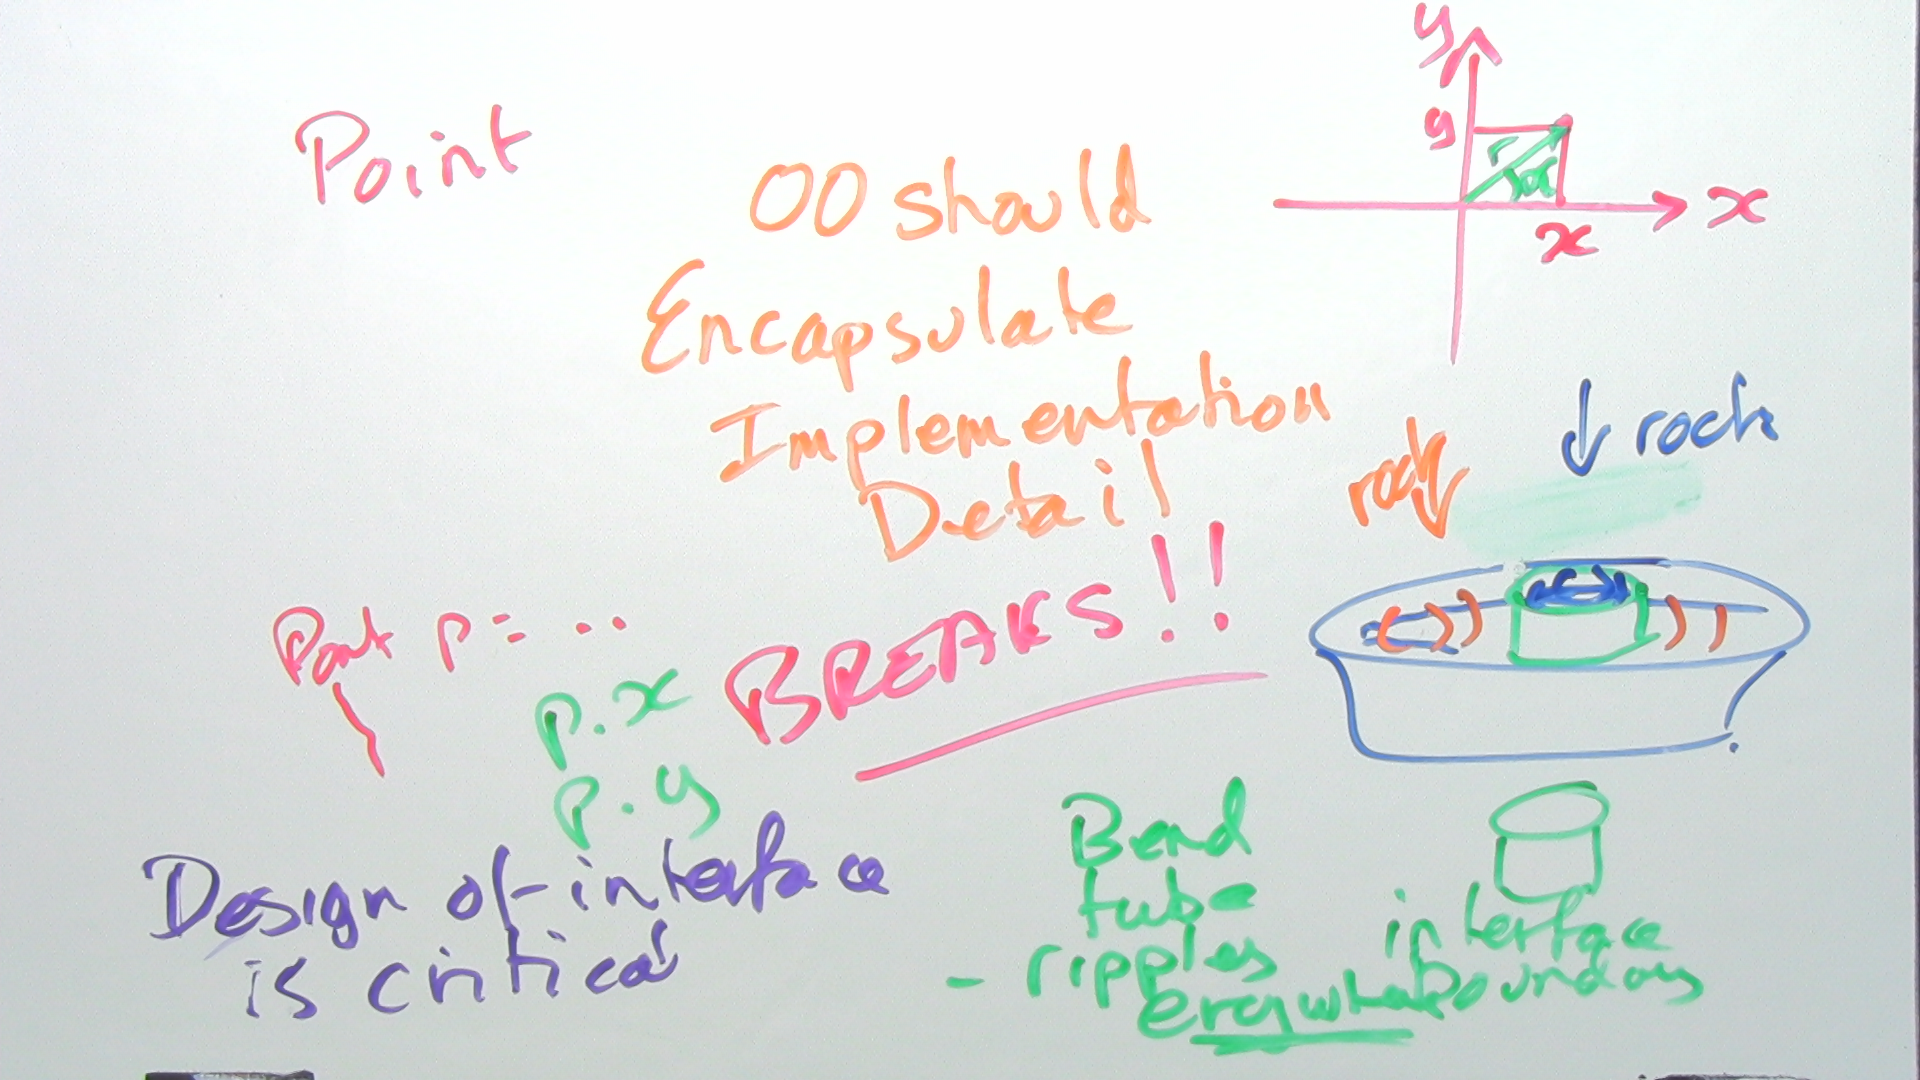 Point
OO should
Encapsulate
Implementation
Detail
BREAKS!!
y
y
r
α
x
x
rock
↓ rock
Point p = ..
p.x
p.y
Design of interface
is critical
Bend
tube
- ripples
interface
boundary